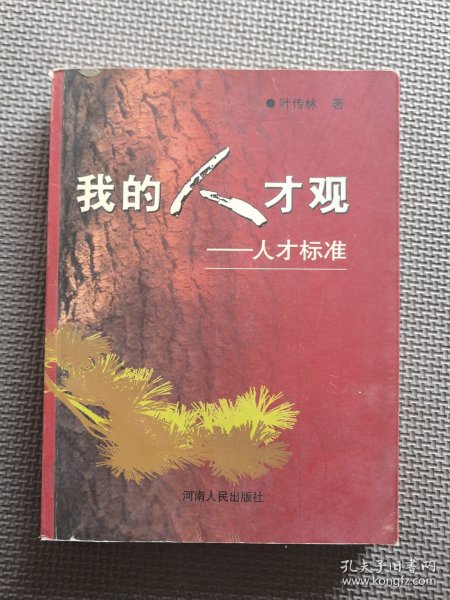 ●叶传林 著
我的人才观
——人才标准
河南人民出版社
孔夫子旧书网
www.kongfz.com